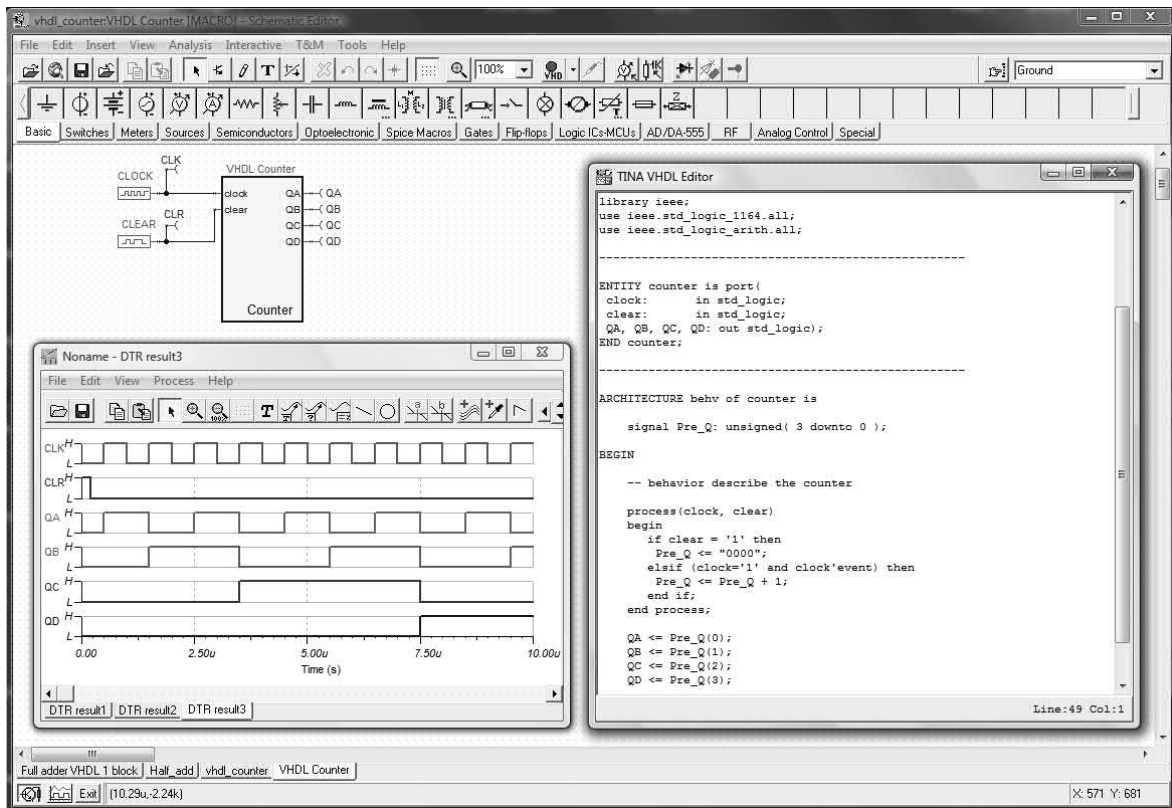 vhdl_counter:VHDL Counter [MACRO] - Schematic Editor
File Edit Insert View Analysis Interactive T&M Tools Help
100% VHD 1K Ground
Z
Basic Switches Meters Sources Semiconductors Optoelectronic Spice Macros Gates Flip-flops Logic ICs-MCUs AD/DA-555 RF Analog Control Special
CLK
CLOCK
CLR
CLEAR
VHDL Counter
clock QA QA
clear QB QB
QC QC
QD QD
Counter
Noname - DTR result3
File Edit View Process Help
100% T a b
CLK H
L
CLR H
L
QA H
L
QB H
L
QC H
L
QD H
L
0.00 2.50u 5.00u 7.50u 10.00u
Time (s)
DTR result1 DTR result2 DTR result3
TINA VHDL Editor
library ieee;
use ieee.std_logic_1164.all;
use ieee.std_logic_arith.all;
----------------------------------------------------
ENTITY counter is port(
clock: in std_logic;
clear: in std_logic;
QA, QB, QC, QD: out std_logic);
END counter;
----------------------------------------------------
ARCHITECTURE behv of counter is
signal Pre_Q: unsigned( 3 downto 0 );
BEGIN
-- behavior describe the counter
process(clock, clear)
begin
if clear = '1' then
Pre_Q <= "0000";
elsif (clock='1' and clock'event) then
Pre_Q <= Pre_Q + 1;
end if;
end process;
QA <= Pre_Q(0);
QB <= Pre_Q(1);
QC <= Pre_Q(2);
QD <= Pre_Q(3);
Line:49 Col:1
Full adder VHDL 1 block Half_add vhdl_counter VHDL Counter
Exit (10.29u,-2.24k) X: 571 Y: 681